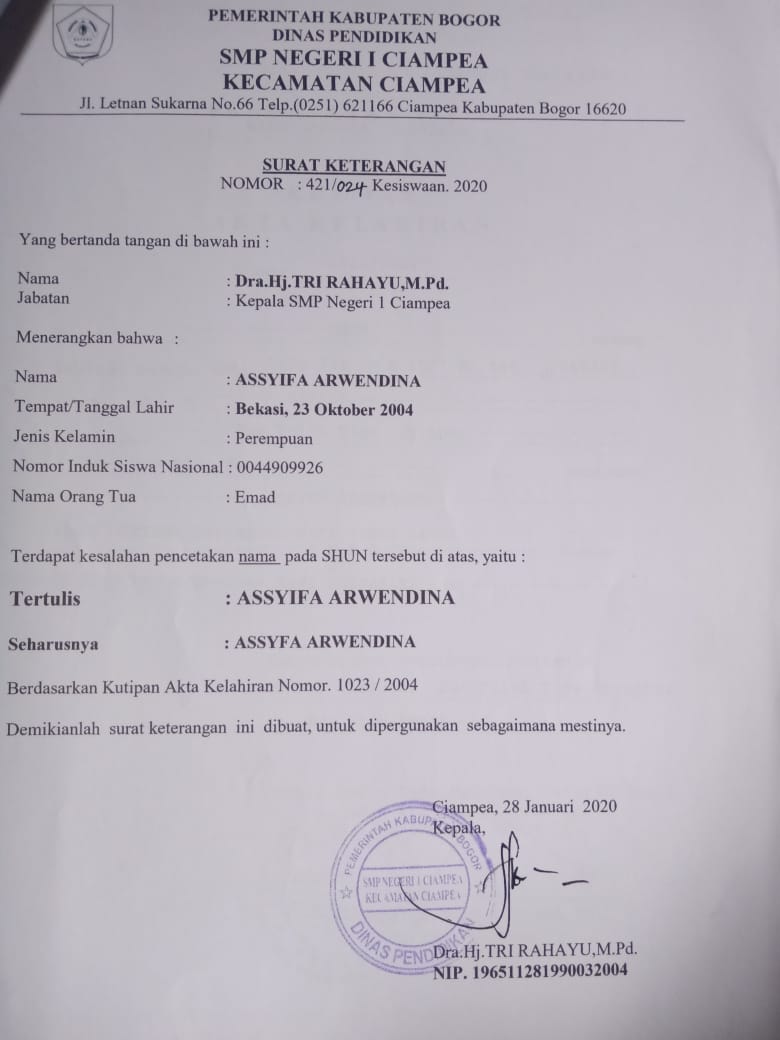 PEMERINTAH KABUPATEN BOGOR
DINAS PENDIDIKAN
SMP NEGERI I CIAMPEA
KECAMATAN CIAMPEA
Jl. Letnan Sukarna No.66 Telp.(0251) 621166 Ciampea Kabupaten Bogor 16620
SURAT KETERANGAN
NOMOR : 421/024 Kesiswaan. 2020
Yang bertanda tangan di bawah ini :
Nama : Dra.Hj.TRI RAHAYU,M.Pd.
Jabatan : Kepala SMP Negeri 1 Ciampea
Menerangkan bahwa :
Nama : ASSYIFA ARWENDINA
Tempat/Tanggal Lahir : Bekasi, 23 Oktober 2004
Jenis Kelamin : Perempuan
Nomor Induk Siswa Nasional : 0044909926
Nama Orang Tua : Emad
Terdapat kesalahan pencetakan nama pada SHUN tersebut di atas, yaitu :
Tertulis : ASSYIFA ARWENDINA
Seharusnya : ASSYFA ARWENDINA
Berdasarkan Kutipan Akta Kelahiran Nomor. 1023 / 2004
Demikianlah surat keterangan ini dibuat, untuk dipergunakan sebagaimana mestinya.
Ciampea, 28 Januari 2020
Kepala,
PEMERINTAH KABUPATEN BOGOR
SMP NEGERI 1 CIAMPEA
KECAMATAN CIAMPEA
DINAS PENDIDIKAN
Dra.Hj.TRI RAHAYU,M.Pd.
NIP. 196511281990032004